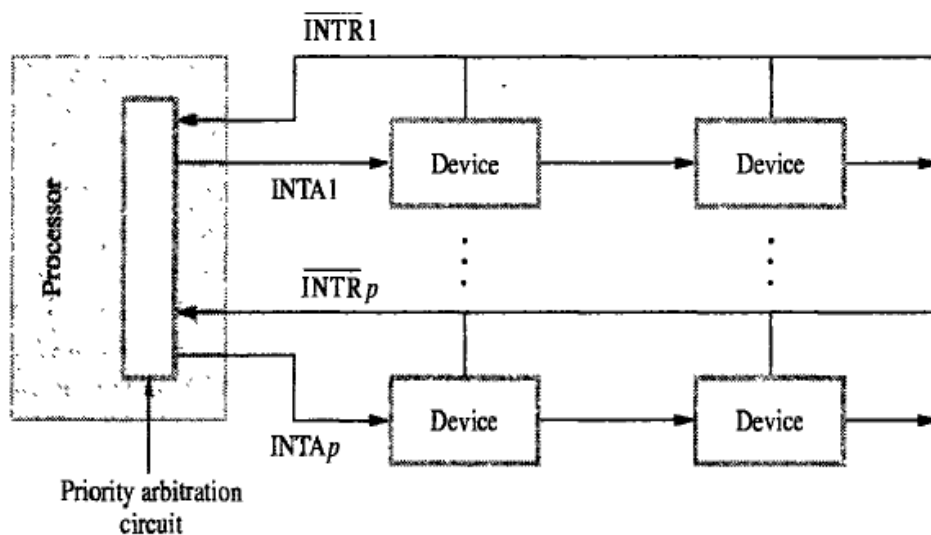 INTR1
Processor
Device
Device
INTA1
INTRp
Device
Device
INTAp
Priority arbitration
circuit